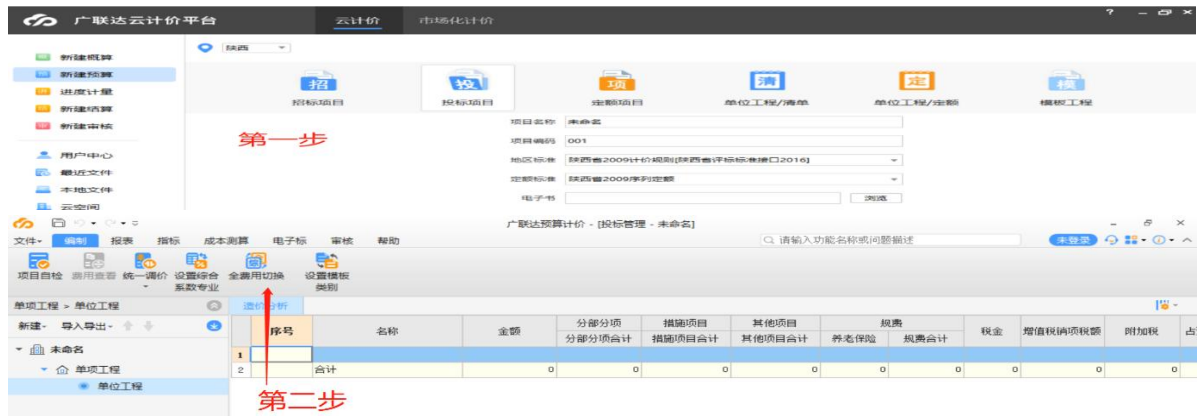 广联达云计价平台 云计价 市场化计价 ?
陕西
新建概算
新建预算
进度计量
新建结算
新建审核
用户中心
最近文件
本地文件
云空间
招 投 项 清 定 模
招标项目 投标项目 定额项目 单位工程/清单 单位工程/定额 模板工程
项目名称 未命名
项目编码 001
地区标准 陕西省2009计价规则[陕西省评标标准接口2016]
定额标准 陕西省2009序列定额
电子书 浏览
第一步
广联达预算计价 - [投标管理 - 未命名]
文件 编制 报表 指标 成本测算 电子标 审核 帮助 请输入功能名称或问题描述 未登录
项目自检 费用查看 统一调价 设置综合系数专业 全费用切换 设置模板类别
单项工程 > 单位工程 造价分析
新建 导入导出
未命名
单项工程
单位工程
序号 名称 金额 分部分项 措施项目 其他项目 规费 税金 增值税销项税额 附加税 占
分部分项合计 措施项目合计 其他项目合计 养老保险 规费合计
1
2 合计 0 0 0 0 0 0 0 0 0
第二步